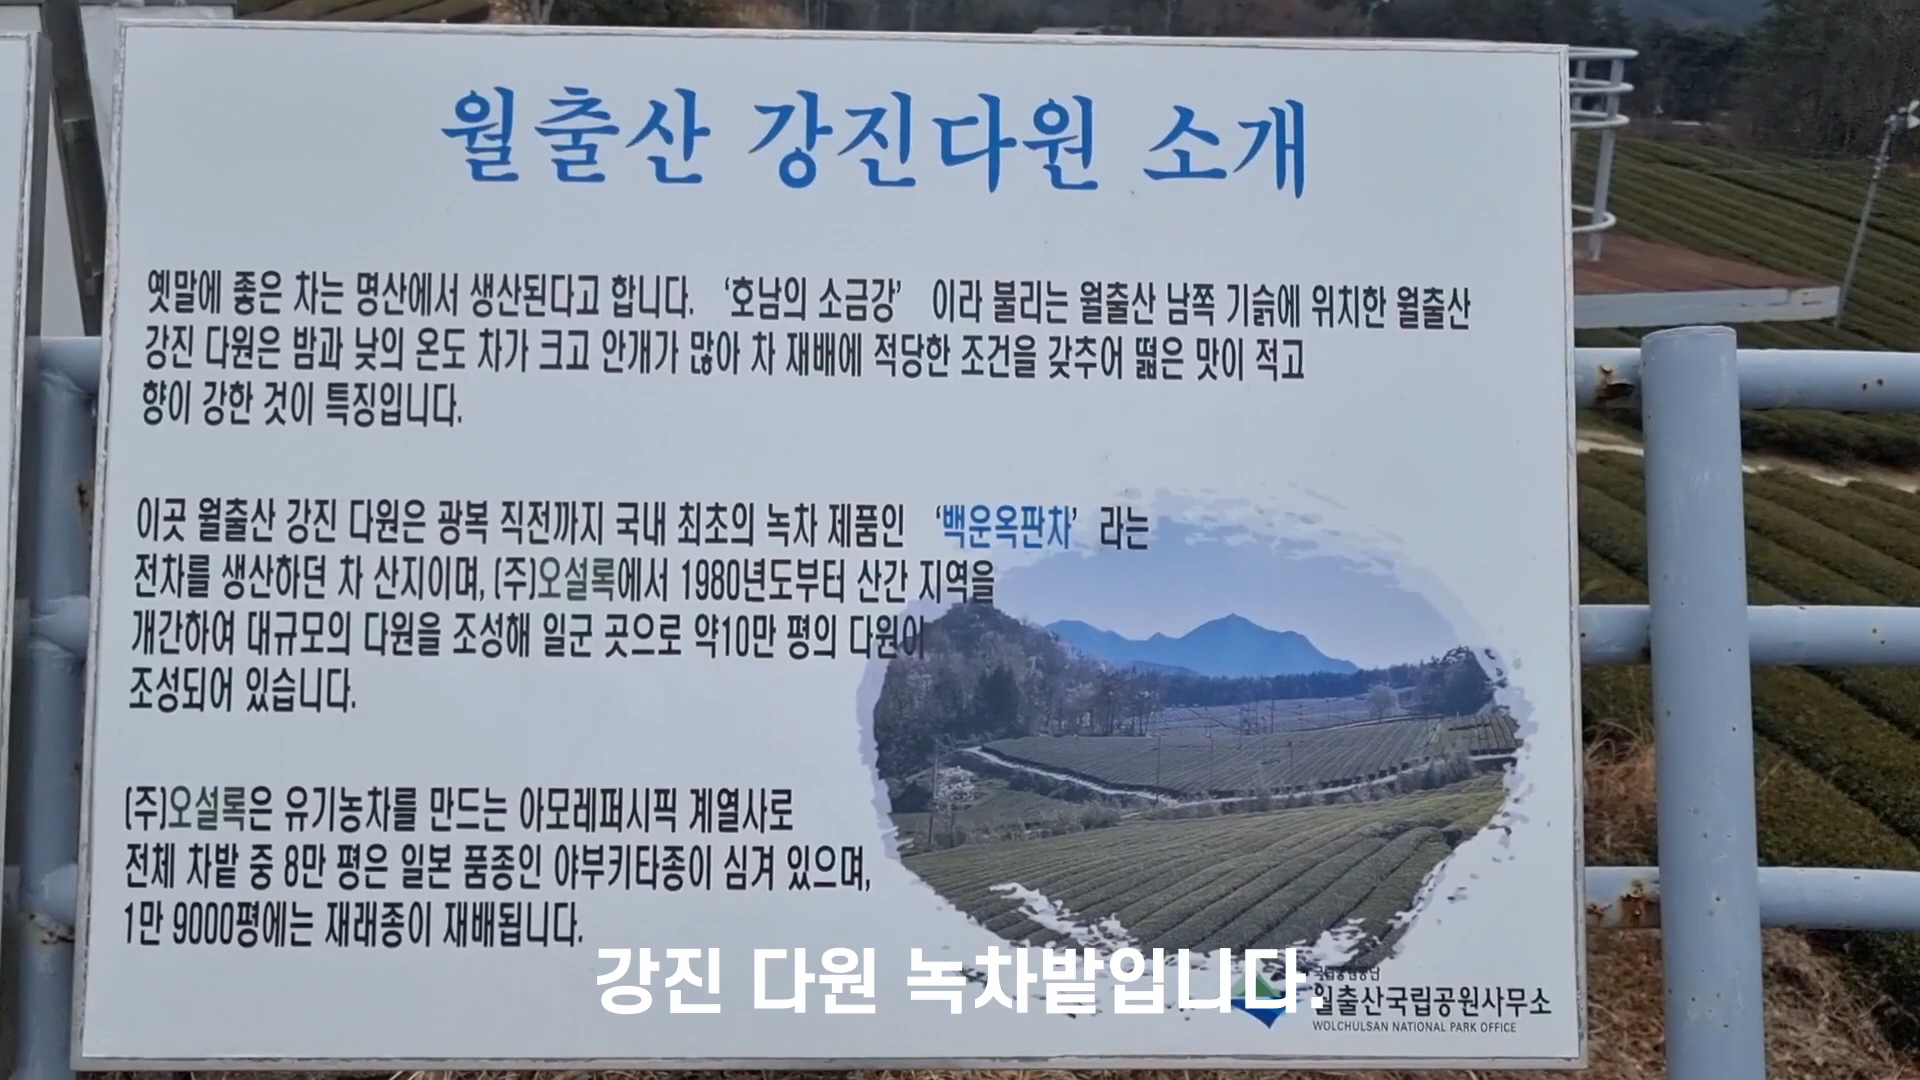 월출산 강진다원 소개
옛말에 좋은 차는 명산에서 생산된다고 합니다. '호남의 소금강' 이라 불리는 월출산 남쪽 기슭에 위치한 월출산
강진 다원은 밤과 낮의 온도 차가 크고 안개가 많아 차 재배에 적당한 조건을 갖추어 떫은 맛이 적고
향이 강한 것이 특징입니다.
이곳 월출산 강진 다원은 광복 직전까지 국내 최초의 녹차 제품인 '백운옥판차' 라는
전차를 생산하던 차 산지이며, (주)오설록에서 1980년도부터 산간 지역을
개간하여 대규모의 다원을 조성해 일군 곳으로 약10만 평의 다원이
조성되어 있습니다.
(주)오설록은 유기농차를 만드는 아모레퍼시픽 계열사로
전체 차밭 중 8만 평은 일본 품종인 야부키타종이 심겨 있으며,
1만 9000평에는 재래종이 재배됩니다.
강진 다원 녹차밭입니다.
국립공원공단
월출산국립공원사무소
WOLCHULSAN NATIONAL PARK OFFICE